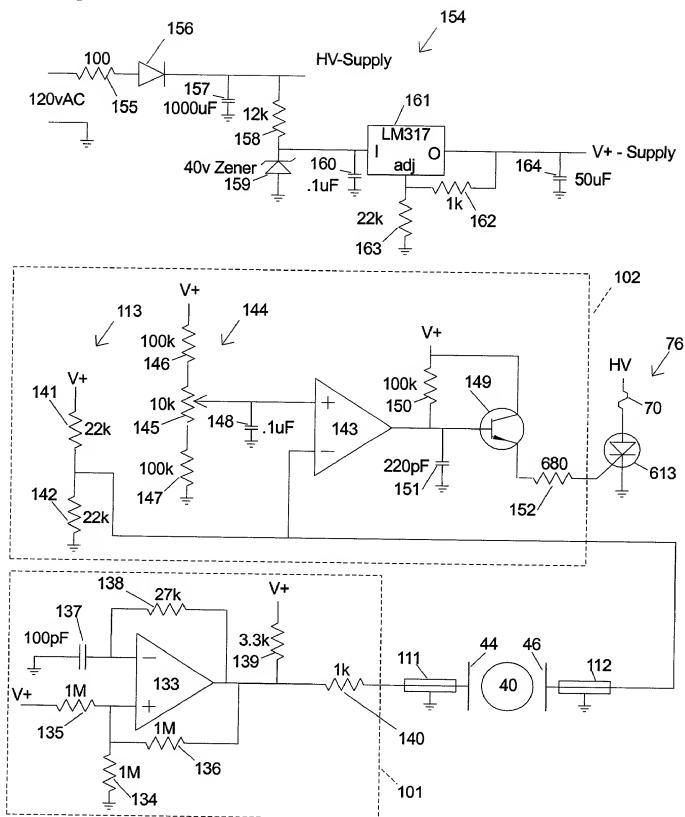 156
154
100
HV-Supply
120vAC
155
157
1000uF
12k
158
161
LM317
I
O
adj
V+ - Supply
40v Zener
159
160
.1uF
164
50uF
1k
162
22k
163
102
V+
113
144
76
100k
146
V+
HV
141
V+
149
70
22k
10k
145
148
.1uF
+
143
−
100k
150
613
142
100k
147
220pF
151
680
152
22k
138
27k
V+
137
44
46
100pF
−
133
+
3.3k
139
111
112
V+
1M
1k
40
135
1M
136
140
1M
134
101